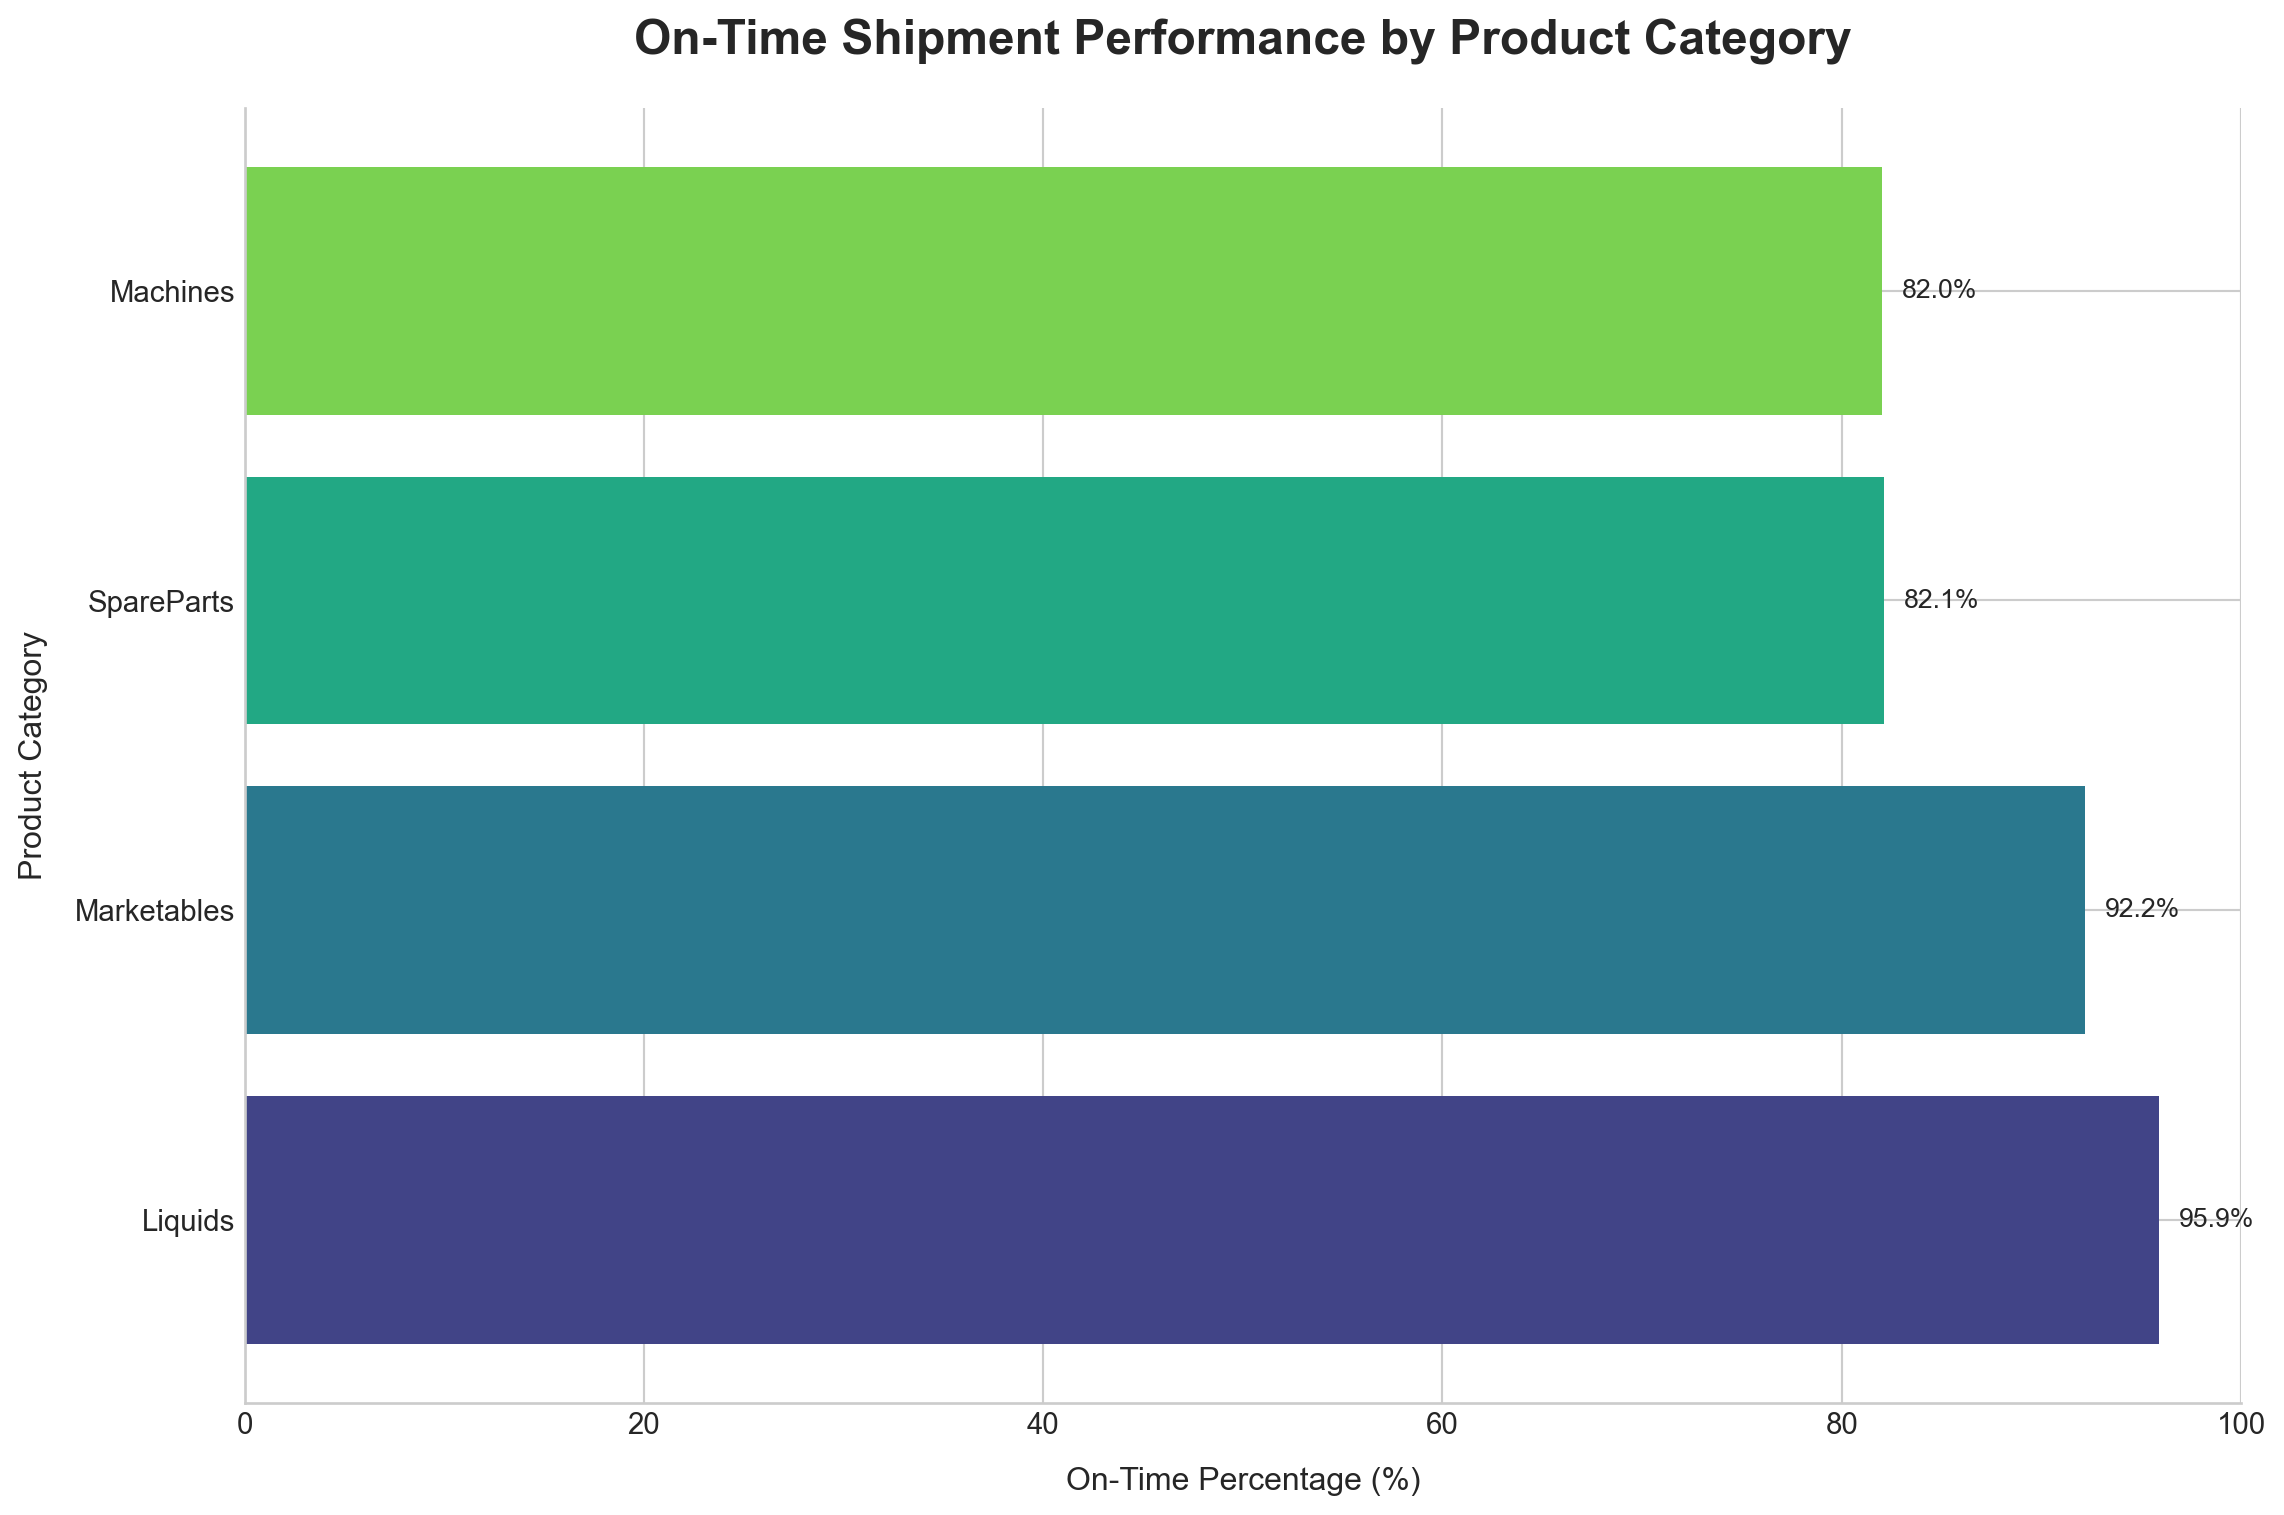 On-Time Shipment Performance by Product Category
Product Category
Machines
82.0%
SpareParts
82.1%
Marketables
92.2%
Liquids
95.9%
0 20 40 60 80 100
On-Time Percentage (%)